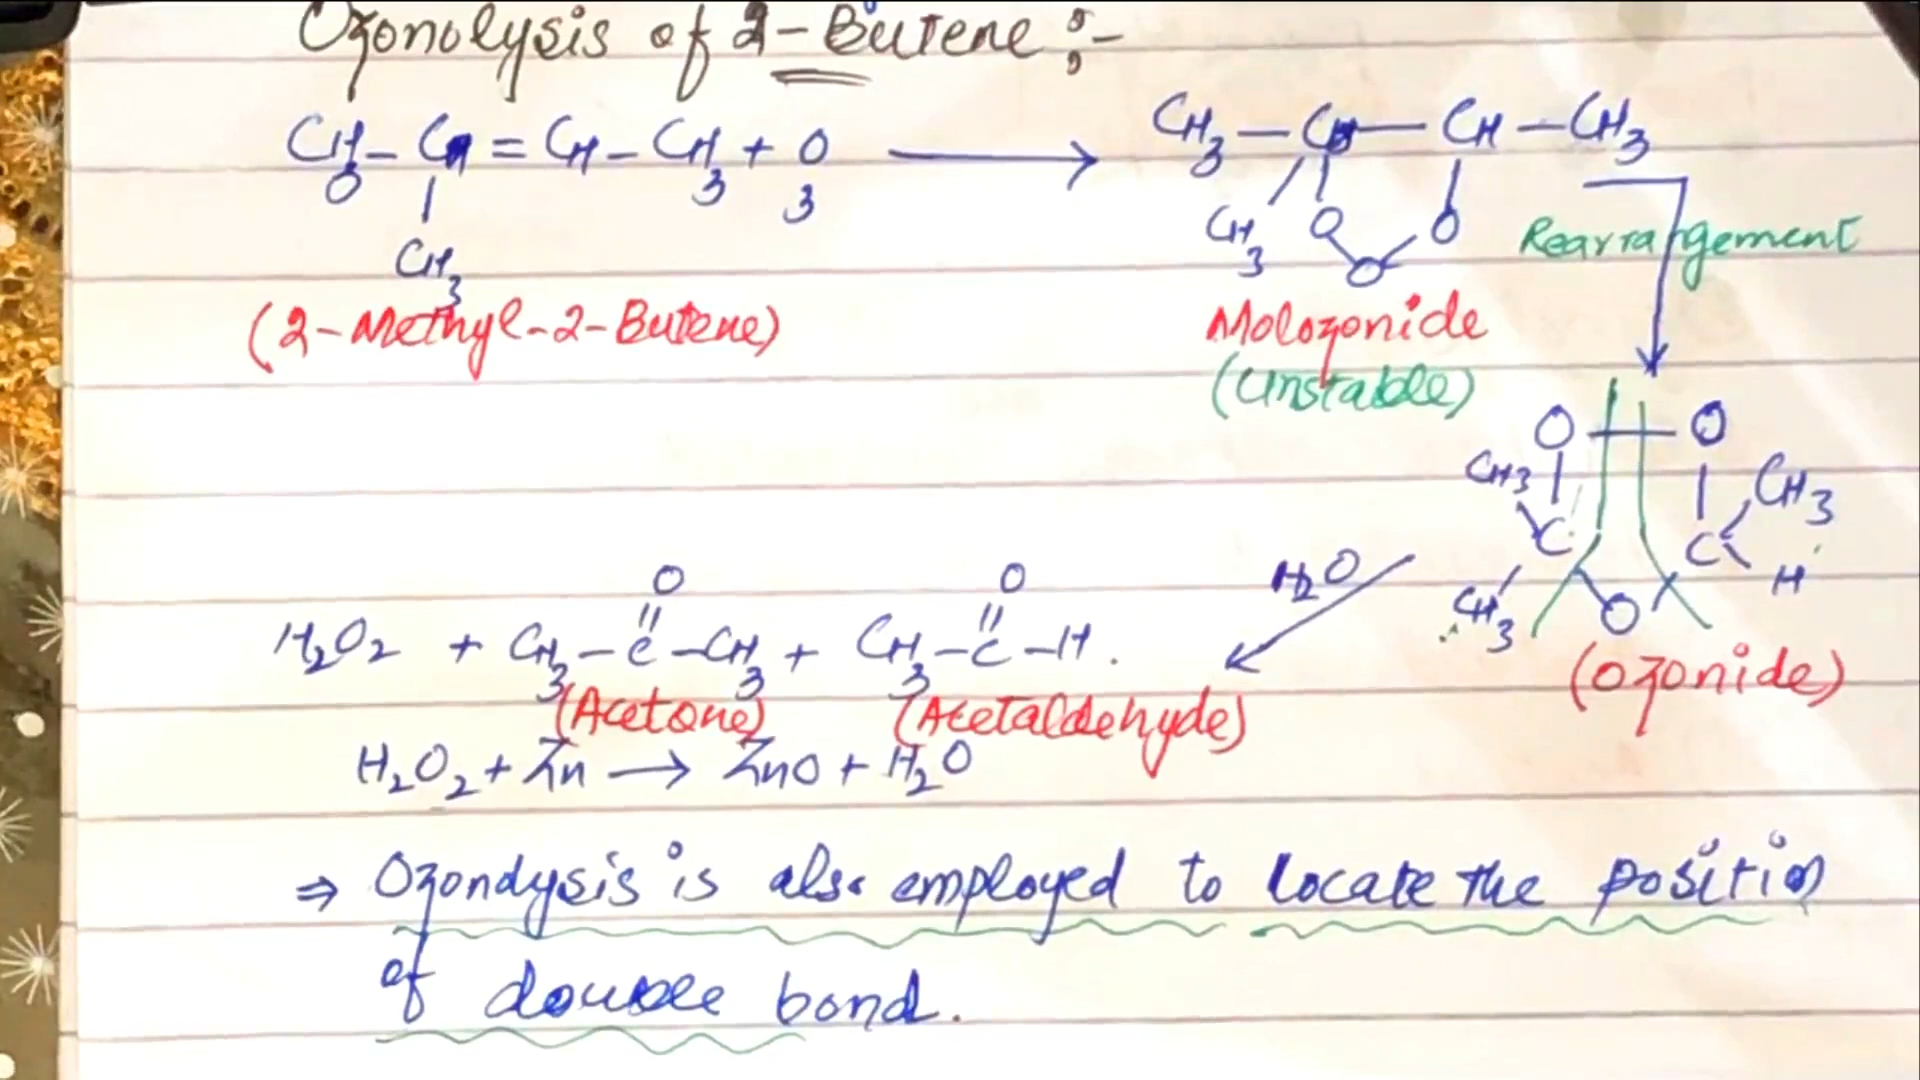 Ozonolysis of 2-Butene :-
CH3 - C = CH - CH3 + O3 ⟶ CH3 - C - CH - CH3
CH3
CH3 O O
O
Rearrangement
(2-Methyl-2-Butene)
Molozonide
(Unstable)
O - O
CH3 CH3
C C
CH3 O H
(Ozonide)
H2O
O O
H2O2 + CH3 - C - CH3 + CH3 - C - H.
(Acetone) (Acetaldehyde)
H2O2 + Zn ⟶ ZnO + H2O
⇒ Ozondysis is also employed to locate the position
of double bond.